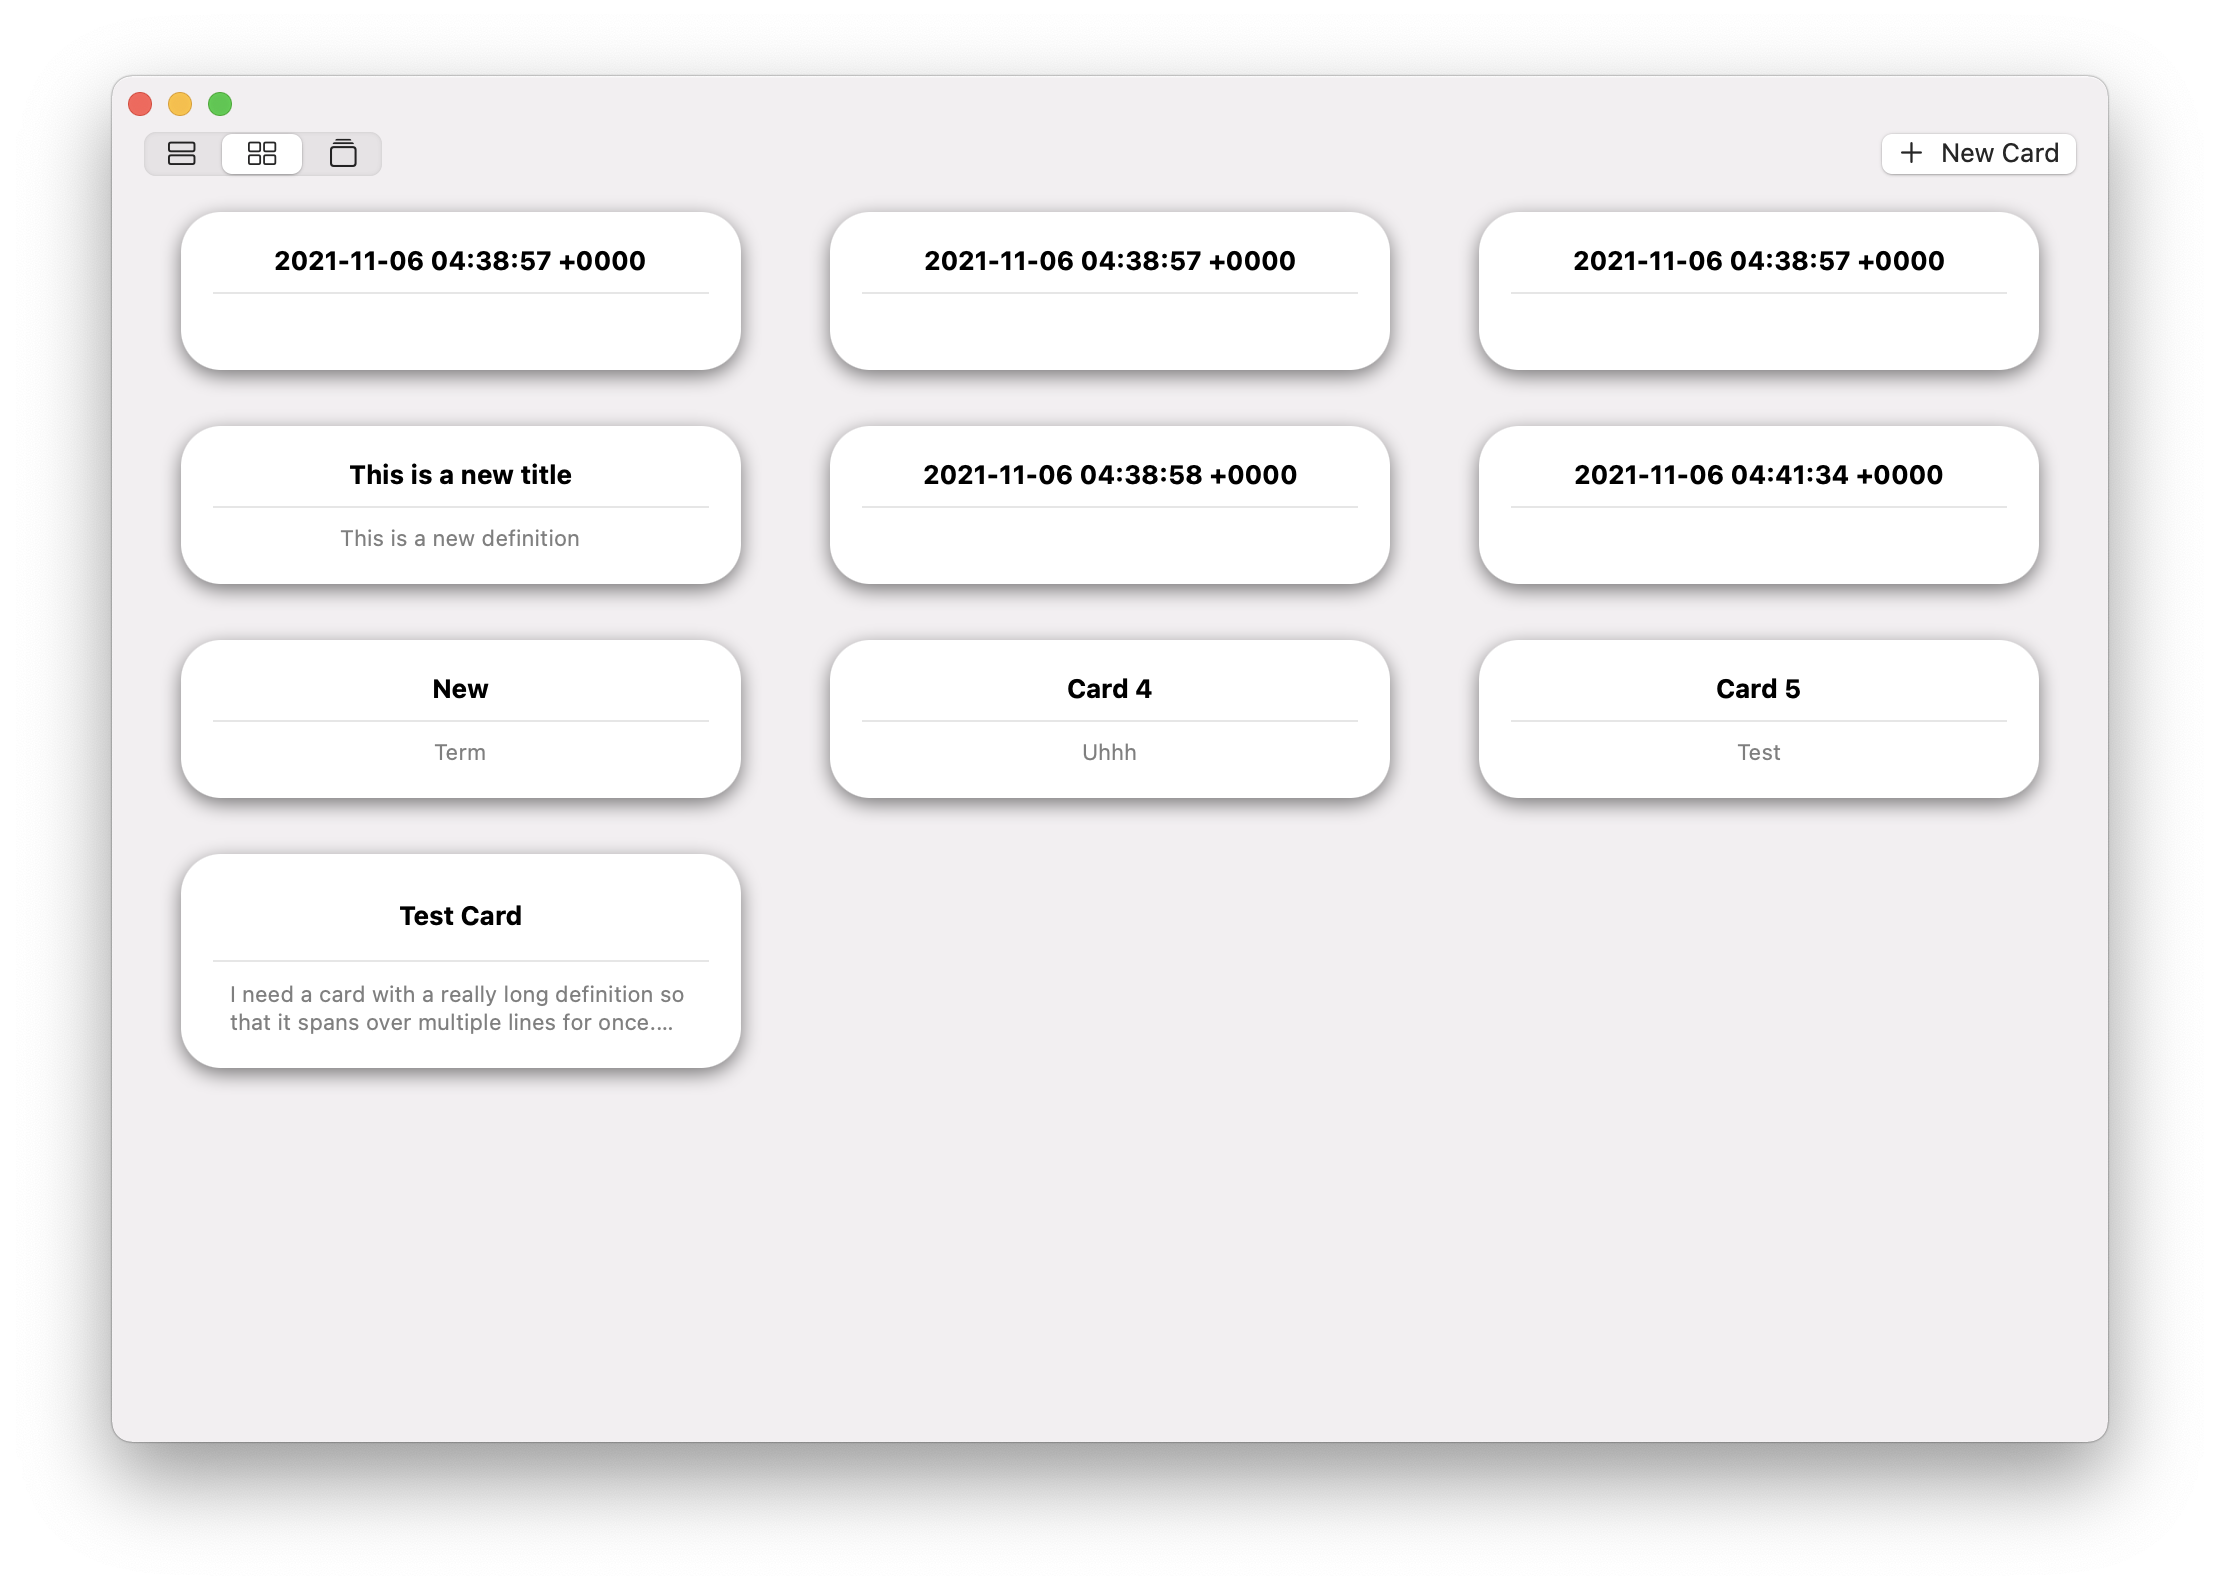 New Card
2021-11-06 04:38:57 +0000
2021-11-06 04:38:57 +0000
2021-11-06 04:38:57 +0000
This is a new title
This is a new definition
2021-11-06 04:38:58 +0000
2021-11-06 04:41:34 +0000
New
Term
Card 4
Uhhh
Card 5
Test
Test Card
I need a card with a really long definition so
that it spans over multiple lines for once....